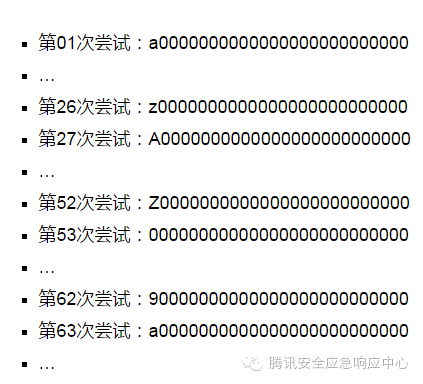 第01次尝试：a0000000000000000000000000
…
第26次尝试：z0000000000000000000000000
第27次尝试：A0000000000000000000000000
…
第52次尝试：Z0000000000000000000000000
第53次尝试：00000000000000000000000000
…
第62次尝试：90000000000000000000000000
第63次尝试：a0000000000000000000000000
…
腾讯安全应急响应中心